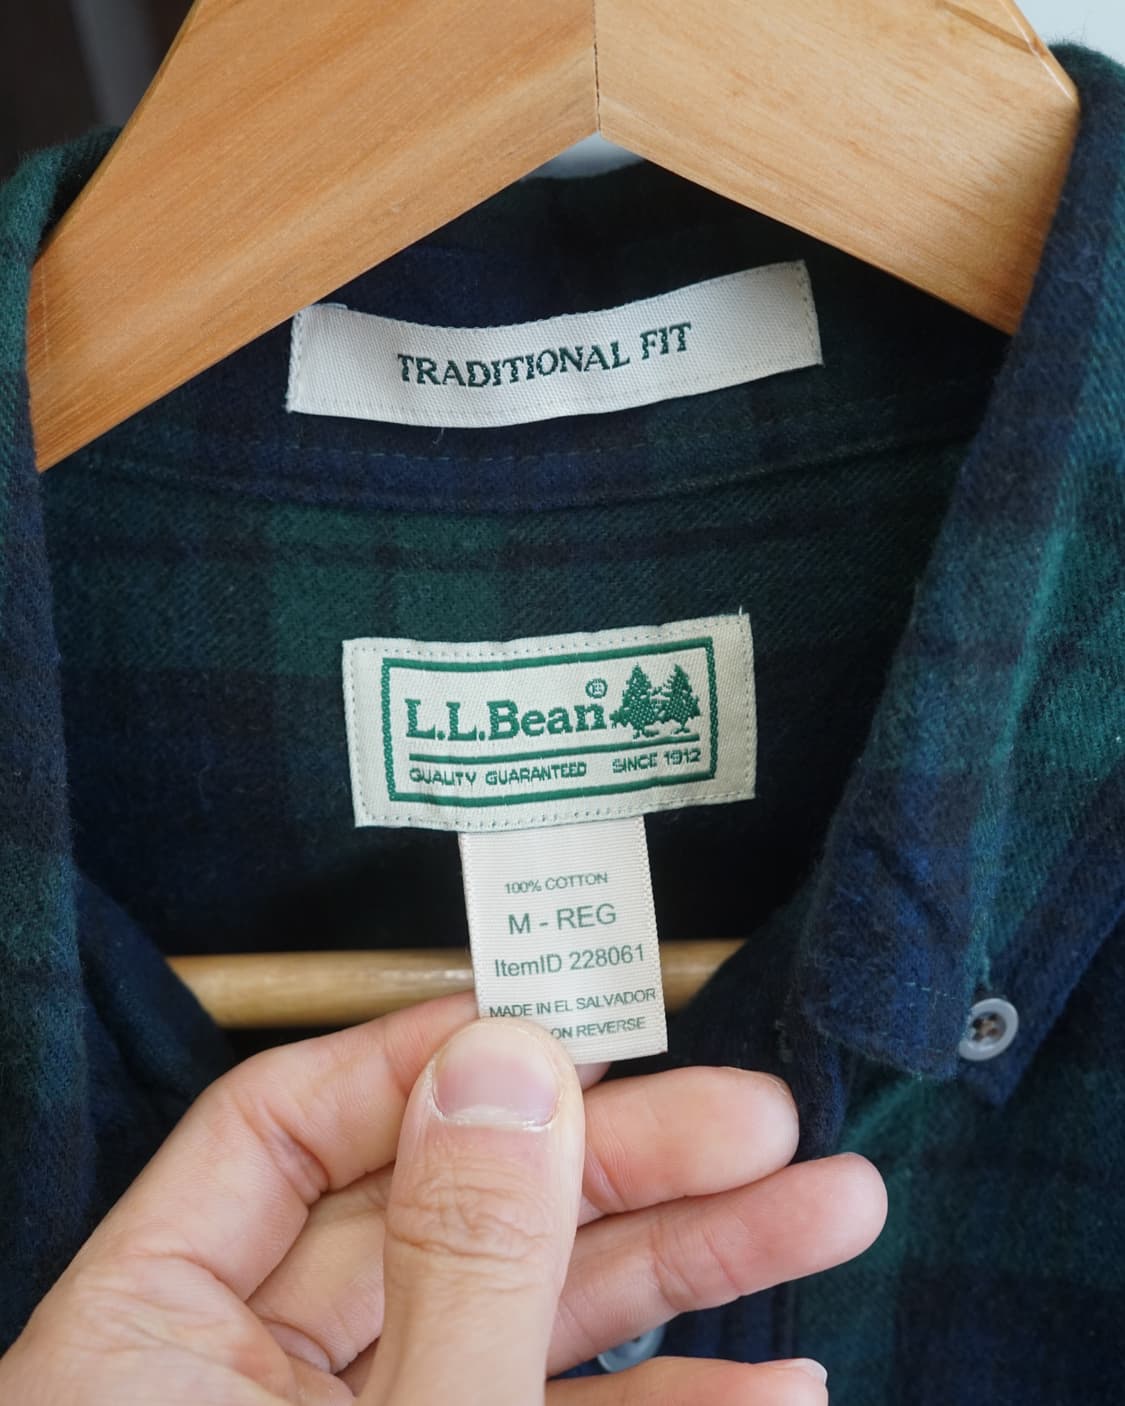 TRADITIONAL FIT
L.L.Bean®
QUALITY GUARANTEED SINCE 1912
100% COTTON
M - REG
ItemID 228061
MADE IN EL SALVADOR
ON REVERSE